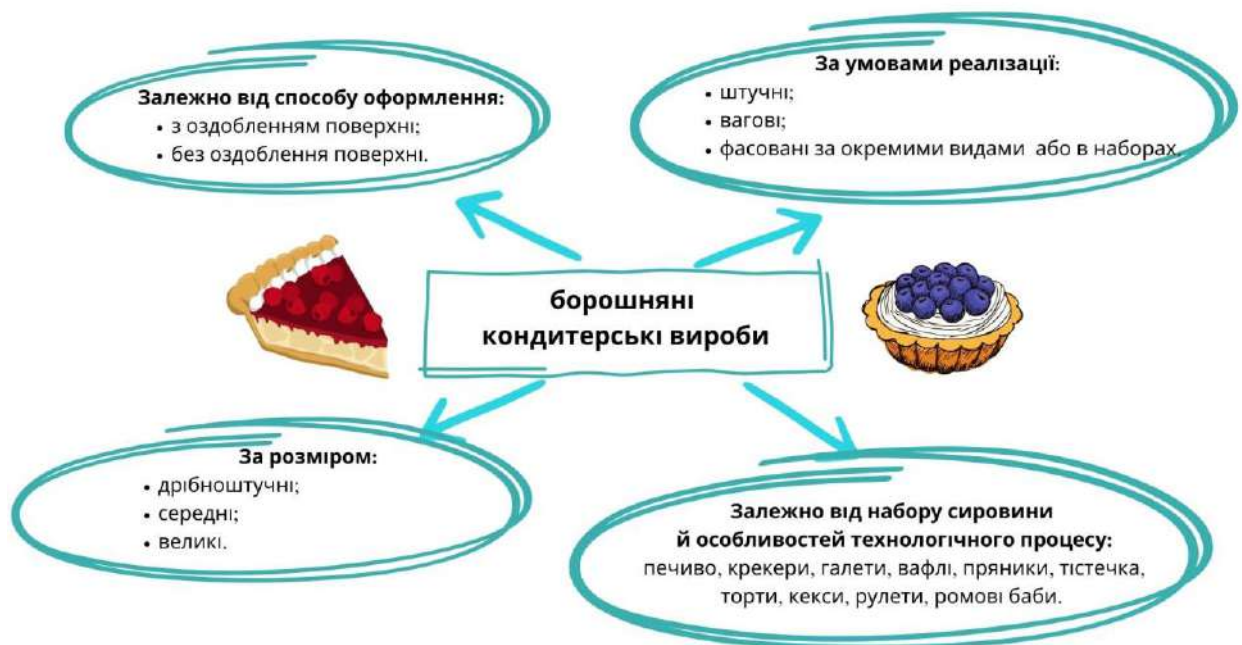 Залежно від способу оформлення:
• з оздобленням поверхні;
• без оздоблення поверхні.
За умовами реалізації:
• штучні;
• вагові;
• фасовані за окремими видами або в наборах.
борошняні
кондитерські вироби
За розміром:
• дрібноштучні;
• середні;
• великі.
Залежно від набору сировини
й особливостей технологічного процесу:
печиво, крекери, галети, вафлі, пряники, тістечка,
торти, кекси, рулети, ромові баби.